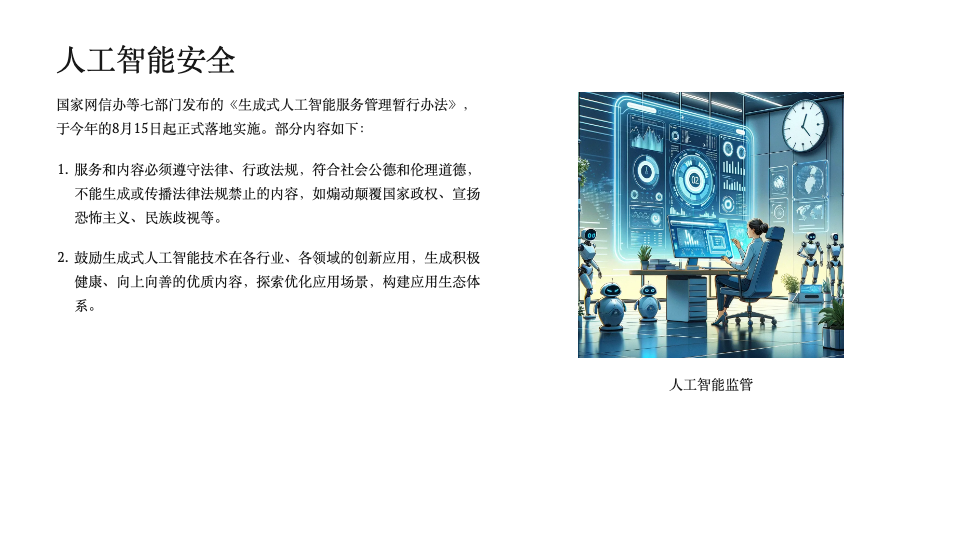 人工智能安全
国家网信办等七部门发布的《生成式人工智能服务管理暂行办法》，
于今年的8月15日起正式落地实施。部分内容如下：
1. 服务和内容必须遵守法律、行政法规，符合社会公德和伦理道德，
不能生成或传播法律法规禁止的内容，如煽动颠覆国家政权、宣扬
恐怖主义、民族歧视等。
2. 鼓励生成式人工智能技术在各行业、各领域的创新应用，生成积极
健康、向上向善的优质内容，探索优化应用场景，构建应用生态体
系。
人工智能监管